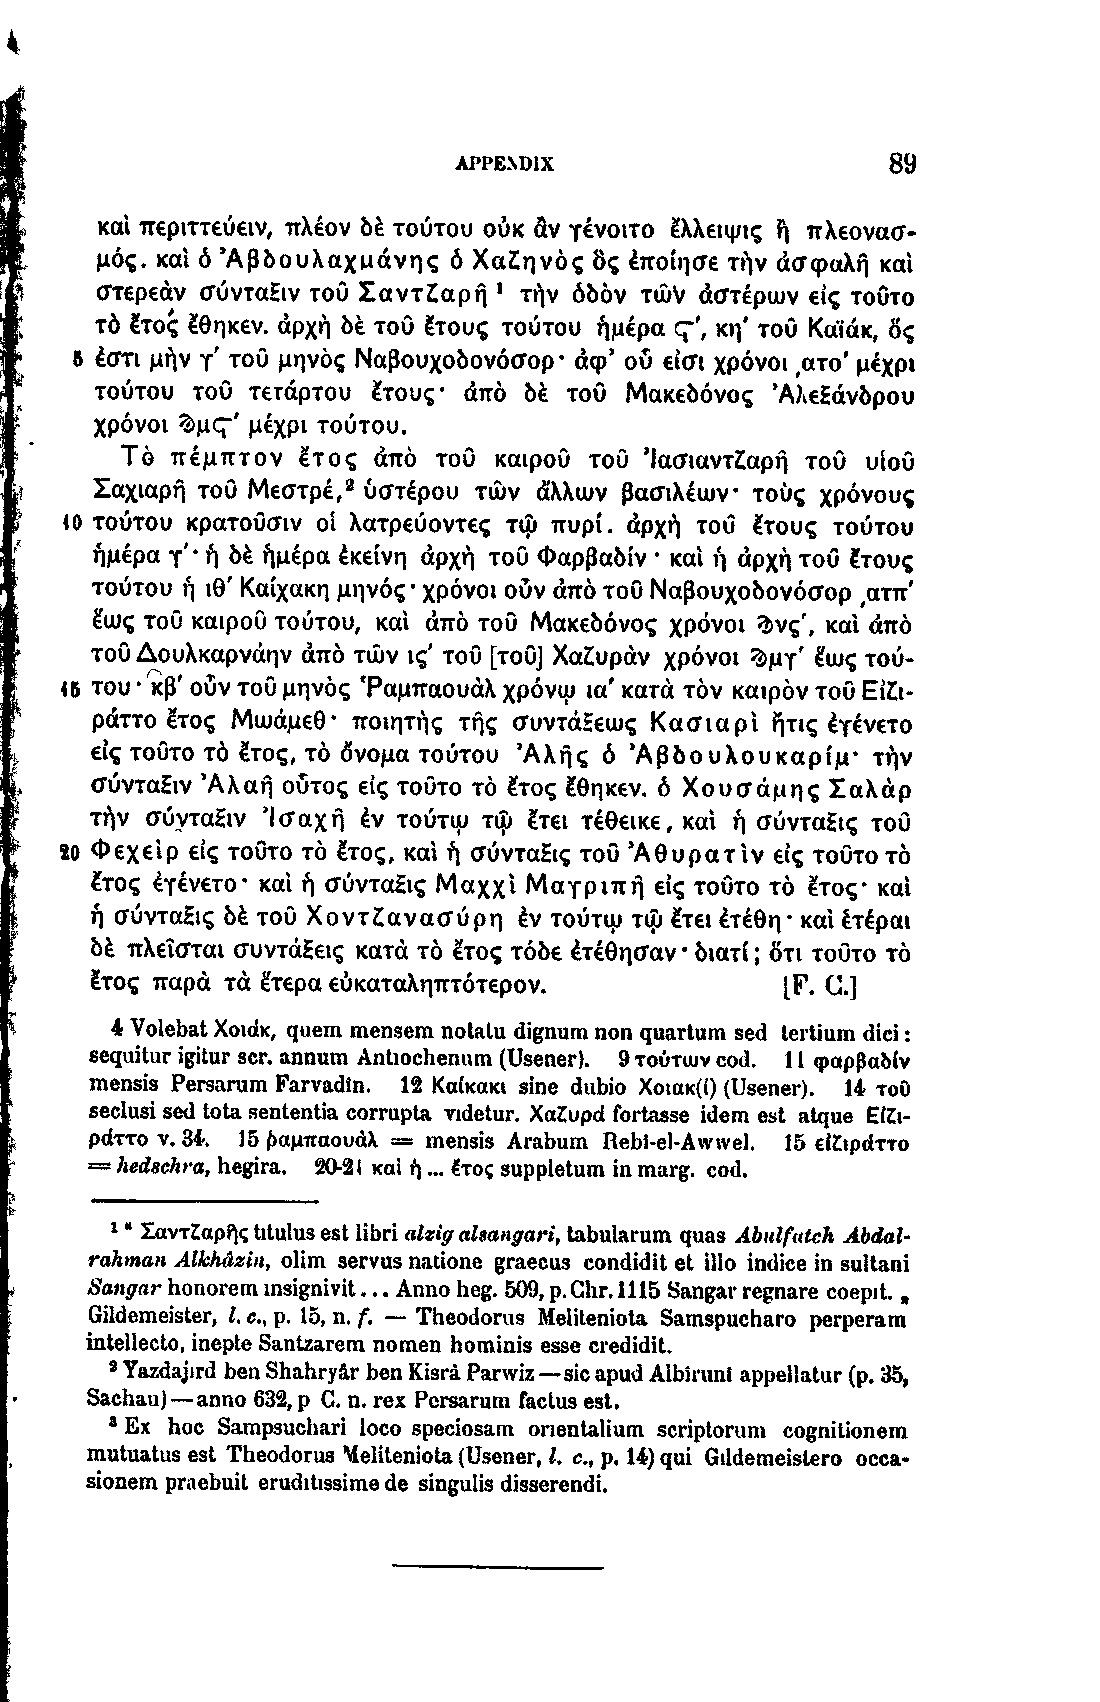 APPENDIX 89
καὶ περιττεύειν, πλέον δὲ τούτου οὐκ ἂν γένοιτο ἔλλειψις ἢ πλεονασ-
μός. καὶ ὁ Ἀβδουλαχμάνης ὁ Χαζηνὸς ὃς ἐποίησε τὴν ἀσφαλῆ καὶ
στερεὰν σύνταξιν τοῦ Σαντζαρῆ ¹ τὴν ὁδὸν τῶν ἀστέρων εἰς τοῦτο
τὸ ἔτος ἔθηκεν. ἀρχὴ δὲ τοῦ ἔτους τούτου ἡμέρα ϛ', κη' τοῦ Καϊάκ, ὅς
5 ἐστι μὴν γ' τοῦ μηνὸς Ναβουχοδονόσορ· ἀφ' οὗ εἰσι χρόνοι ͵ατο' μέχρι
τούτου τοῦ τετάρτου ἔτους· ἀπὸ δὲ τοῦ Μακεδόνος Ἀλεξάνδρου
χρόνοι ϡμϛ' μέχρι τούτου.
Τὸ πέμπτον ἔτος ἀπὸ τοῦ καιροῦ τοῦ Ἰασιαντζαρῆ τοῦ υἱοῦ
Σαχιαρῆ τοῦ Μεστρέ,² ὑστέρου τῶν ἄλλων βασιλέων· τοὺς χρόνους
10 τούτου κρατοῦσιν οἱ λατρεύοντες τῷ πυρί. ἀρχὴ τοῦ ἔτους τούτου
ἡμέρα γ'· ἡ δὲ ἡμέρα ἐκείνη ἀρχὴ τοῦ Φαρβαδίν · καὶ ἡ ἀρχὴ τοῦ ἔτους
τούτου ἡ ιθ' Καίχακη μηνός· χρόνοι οὖν ἀπὸ τοῦ Ναβουχοδονόσορ ͵ατπ'
ἕως τοῦ καιροῦ τούτου, καὶ ἀπὸ τοῦ Μακεδόνος χρόνοι ϡνς', καὶ ἀπὸ
τοῦ Δουλκαρνάην ἀπὸ τῶν ις' τοῦ [τοῦ] Χαζυρὰν χρόνοι ϡμγ' ἕως τού-
15 του· κβ' οὖν τοῦ μηνὸς Ῥαμπαουὰλ χρόνῳ ια' κατὰ τὸν καιρὸν τοῦ Εἰζι-
ράττο ἔτος Μωάμεθ· ποιητὴς τῆς συντάξεως Κασιαρὶ ἥτις ἐγένετο
εἰς τοῦτο τὸ ἔτος, τὸ ὄνομα τούτου Ἀλῆς ὁ Ἀβδουλουκαρίμ· τὴν
σύνταξιν Ἀλαῆ οὗτος εἰς τοῦτο τὸ ἔτος ἔθηκεν. ὁ Χουσάμης Σαλὰρ
τὴν σύνταξιν Ἰσαχῆ ἐν τούτῳ τῷ ἔτει τέθεικε, καὶ ἡ σύνταξις τοῦ
20 Φεχεὶρ εἰς τοῦτο τὸ ἔτος, καὶ ἡ σύνταξις τοῦ Ἀθυρατὶν εἰς τοῦτο τὸ
ἔτος ἐγένετο· καὶ ἡ σύνταξις Μαχχὶ Μαγριπῆ εἰς τοῦτο τὸ ἔτος· καὶ
ἡ σύνταξις δὲ τοῦ Χοντζανασύρη ἐν τούτῳ τῷ ἔτει ἐτέθη· καὶ ἑτέραι
δὲ πλεῖσται συντάξεις κατὰ τὸ ἔτος τόδε ἐτέθησαν· διατί; ὅτι τοῦτο τὸ
ἔτος παρὰ τὰ ἕτερα εὐκαταληπτότερον. [F. C.]
4 Volebat Χοιάκ, quem mensem notatu dignum non quartum sed tertium dici :
sequitur igitur scr. annum Antiochenum (Usener). 9 τούτων cod. 11 φαρβαδίν
mensis Persarum Farvadîn. 12 Καίκακι sine dubio Χοιακ(ί) (Usener). 14 τοῦ
seclusi sed tota sententia corrupta videtur. Χαζυρά fortasse idem est atque Εἰζι-
ράττο v. 34. 15 ῥαμπαουάλ = mensis Arabum Rebî-el-Awwel. 15 εἰζιράττο
= hedschra, hegira. 20-21 καὶ ἡ ... ἔτος suppletum in marg. cod.
¹ " Σαντζαρῆς titulus est libri alzig alsangari, tabularum quas Abulfatch Abdal-
rahman Alkhâzin, olim servus natione graecus condidit et illo indice in sultani
Sangar honorem insignivit ... Anno heg. 509, p. Chr. 1115 Sangar regnare coepit. „
Gildemeister, l. c., p. 15, n. f. — Theodorus Meliteniota Samspucharo perperam
intellecto, inepte Santzarem nomen hominis esse credidit.
² Yazdajird ben Shahryâr ben Kisrâ Parwiz — sic apud Albîrunî appellatur (p. 35,
Sachau) — anno 632, p C. n. rex Persarum factus est.
³ Ex hoc Sampsuchari loco speciosam orientalium scriptorum cognitionem
mutuatus est Theodorus Meliteniota (Usener, l. c., p. 14) qui Gildemeistero occa-
sionem praebuit eruditissime de singulis disserendi.